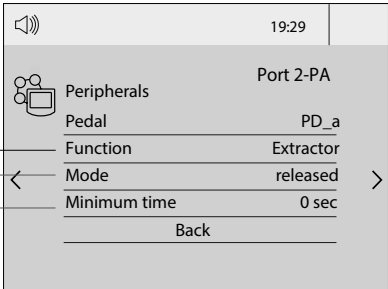 19:29
Port 2-PA
Peripherals
Pedal PD_a
Function Extractor
Mode released
Minimum time 0 sec
Back